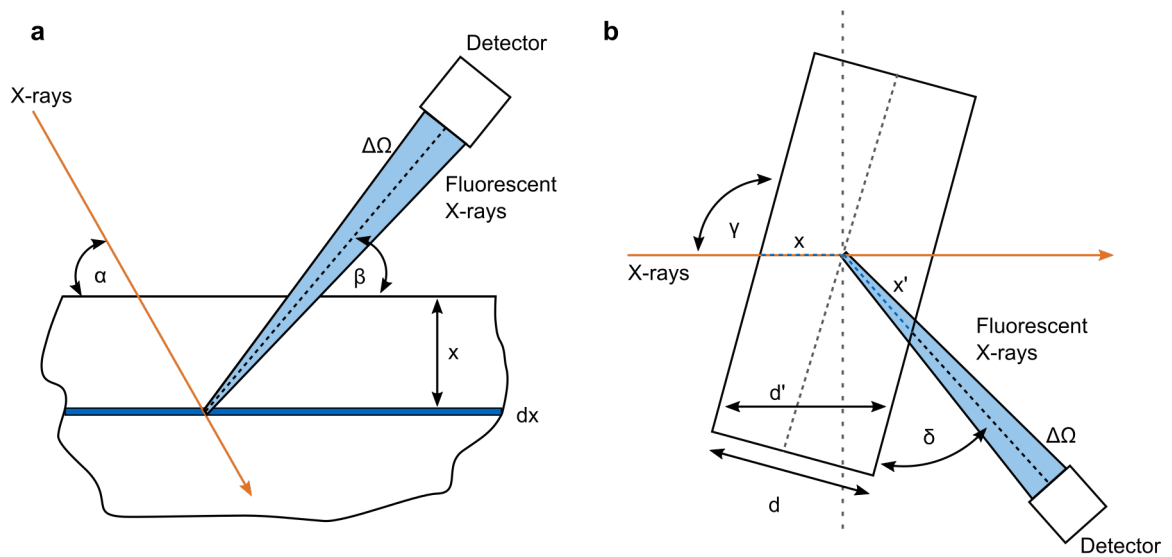 a
Detector
X-rays
ΔΩ
Fluorescent
X-rays
α
β
x
dx
b
γ
x
X-rays
x'
Fluorescent
X-rays
d'
δ
ΔΩ
d
Detector